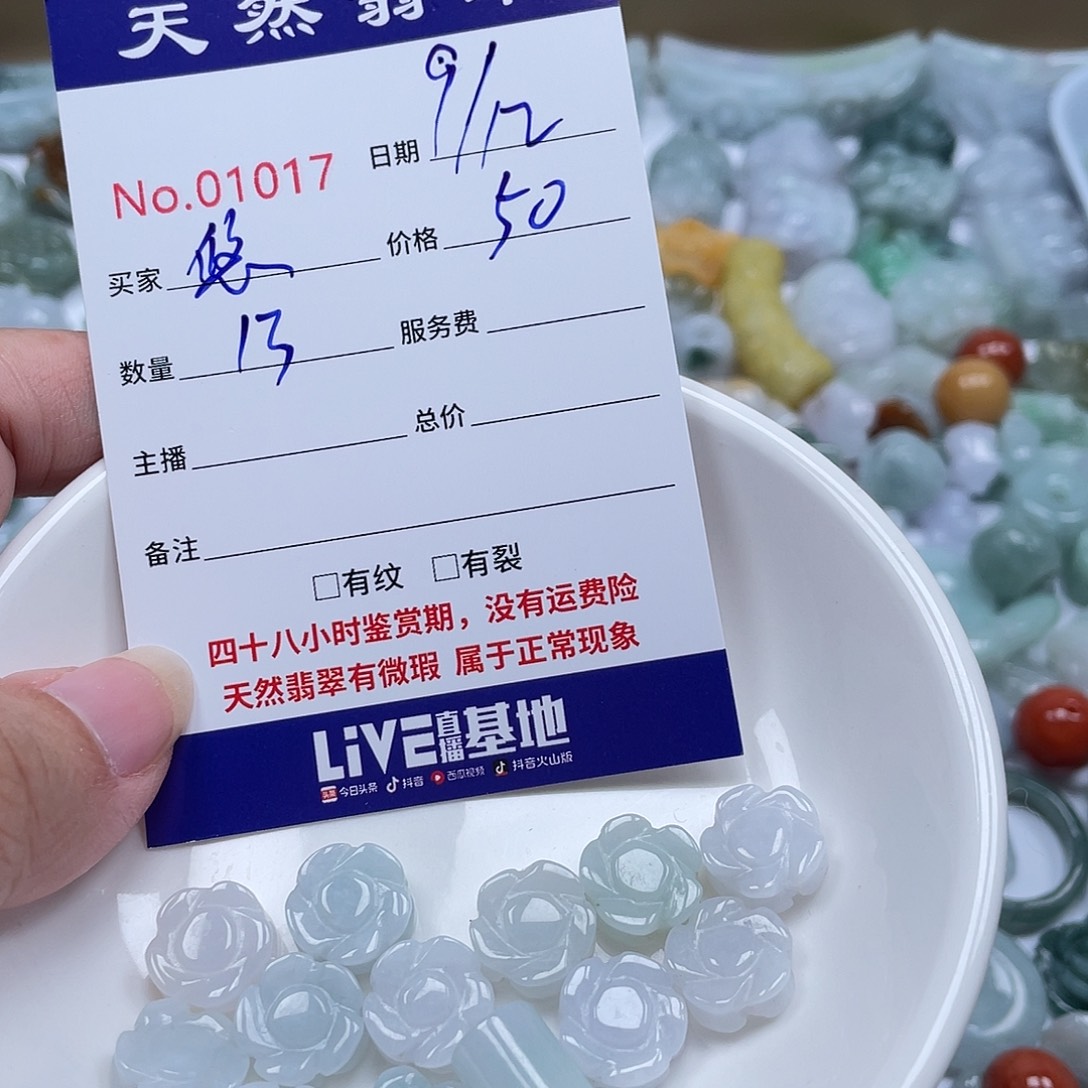 天然翡翠
No.01017
日期 9/12
买家 悠
价格 50
数量 13
服务费
主播
总价
备注
□有纹 □有裂
四十八小时鉴赏期，没有运费险
天然翡翠有微瑕 属于正常现象
LiVE直播基地
头条 今日头条 抖音 西瓜视频 抖音火山版